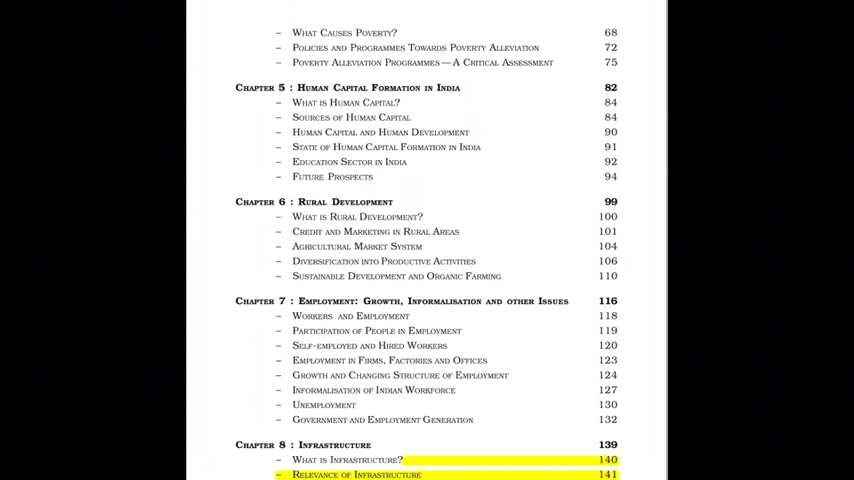 – What Causes Poverty? 68
– Policies and Programmes Towards Poverty Alleviation 72
– Poverty Alleviation Programmes—A Critical Assessment 75
Chapter 5 : Human Capital Formation in India 82
– What is Human Capital? 84
– Sources of Human Capital 84
– Human Capital and Human Development 90
– State of Human Capital Formation in India 91
– Education Sector in India 92
– Future Prospects 94
Chapter 6 : Rural Development 99
– What is Rural Development? 100
– Credit and Marketing in Rural Areas 101
– Agricultural Market System 104
– Diversification into Productive Activities 106
– Sustainable Development and Organic Farming 110
Chapter 7 : Employment: Growth, Informalisation and other Issues 116
– Workers and Employment 118
– Participation of People in Employment 119
– Self-employed and Hired Workers 120
– Employment in Firms, Factories and Offices 123
– Growth and Changing Structure of Employment 124
– Informalisation of Indian Workforce 127
– Unemployment 130
– Government and Employment Generation 132
Chapter 8 : Infrastructure 139
– What is Infrastructure? 140
– Relevance of Infrastructure 141